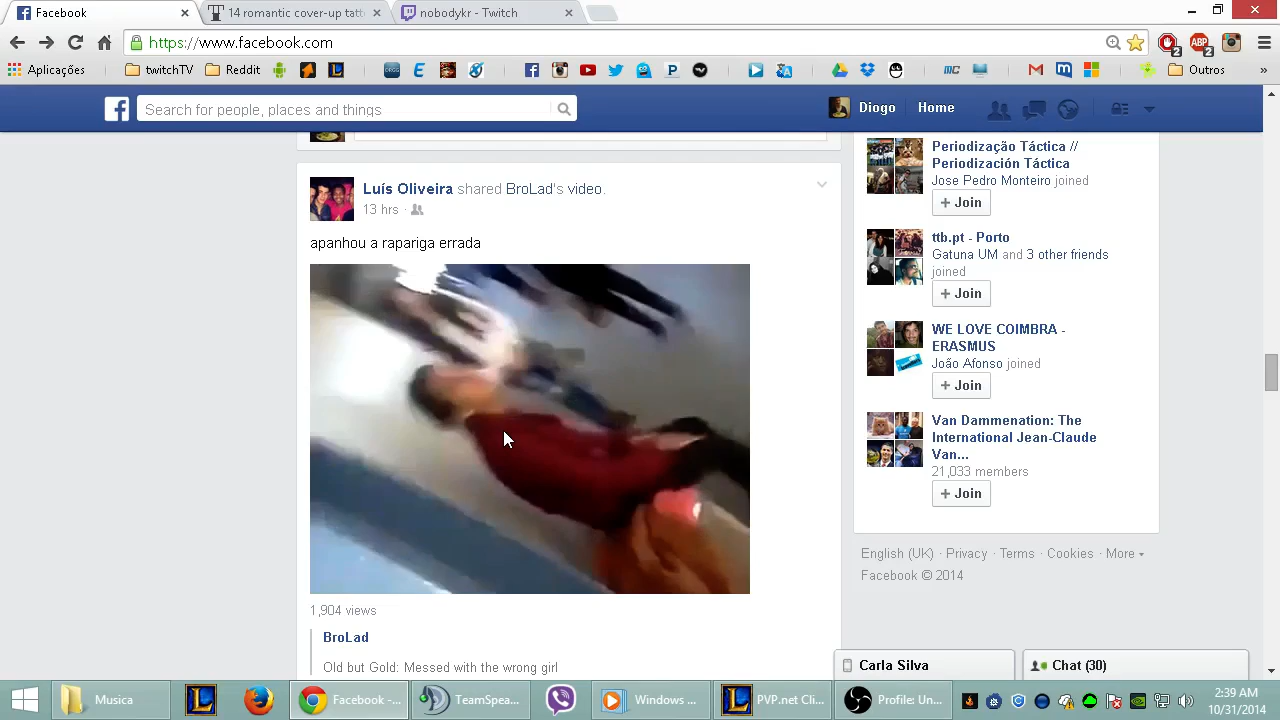 Facebook
14 romantic cover-up tatt
nobodykr - Twitch
https://www.facebook.com
2
2
Aplicações
twitchTV
Reddit
Outros
Search for people, places and things
Diogo
Home
Luís Oliveira shared BroLad's video.
13 hrs ·
apanhou a rapariga errada
1,904 views
BroLad
Old but Gold: Messed with the wrong girl
Periodização Táctica //
Periodización Táctica
Jose Pedro Monteiro joined
+ Join
ttb.pt - Porto
Gatuna UM and 3 other friends
joined
+ Join
WE LOVE COIMBRA -
ERASMUS
João Afonso joined
+ Join
Van Dammenation: The
International Jean-Claude
Van...
21,033 members
+ Join
English (UK) · Privacy · Terms · Cookies · More
Facebook © 2014
Carla Silva
Chat (30)
Musica
Facebook -...
TeamSpea...
Windows ...
PVP.net Cli...
Profile: Un...
2:39 AM
10/31/2014